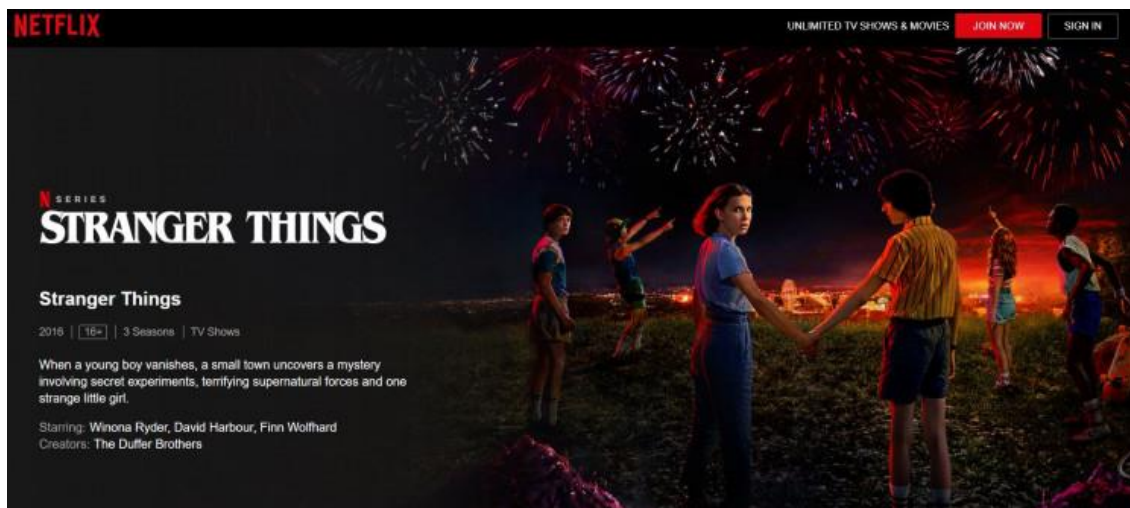 NETFLIX
UNLIMITED TV SHOWS & MOVIES JOIN NOW SIGN IN
N SERIES
STRANGER THINGS
Stranger Things
2016 | 16+ | 3 Seasons | TV Shows
When a young boy vanishes, a small town uncovers a mystery
involving secret experiments, terrifying supernatural forces and one
strange little girl.
Starring: Winona Ryder, David Harbour, Finn Wolfhard
Creators: The Duffer Brothers